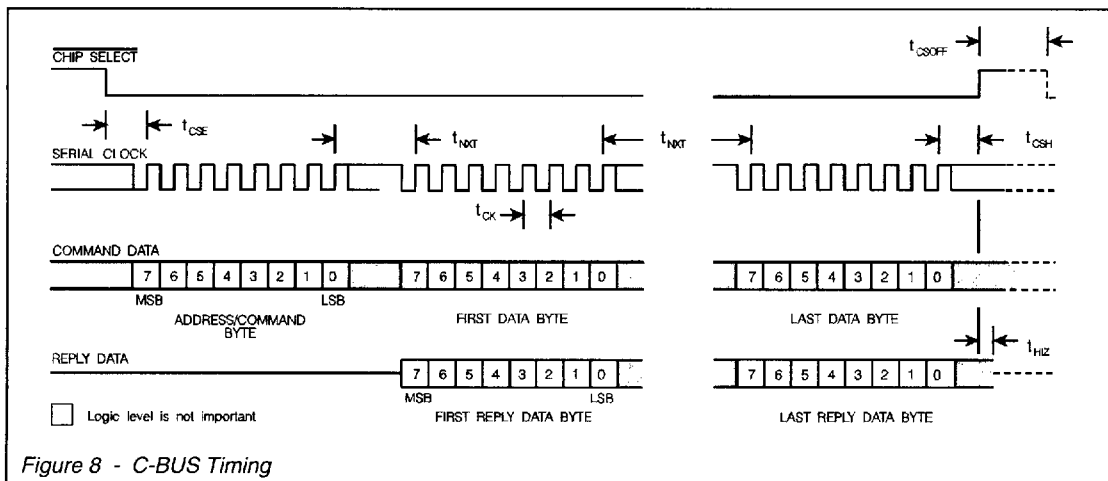 CHIP SELECT
tCSOFF
tCSE
tNXT
tNXT
tCSH
SERIAL CLOCK
tCK
COMMAND DATA
7 6 5 4 3 2 1 0
7 6 5 4 3 2 1 0
7 6 5 4 3 2 1 0
MSB
LSB
ADDRESS/COMMAND
BYTE
FIRST DATA BYTE
LAST DATA BYTE
REPLY DATA
tHIZ
7 6 5 4 3 2 1 0
7 6 5 4 3 2 1 0
MSB
LSB
Logic level is not important
FIRST REPLY DATA BYTE
LAST REPLY DATA BYTE
Figure 8 - C-BUS Timing